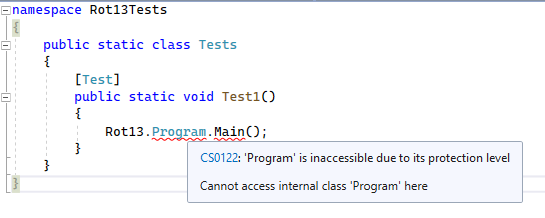 namespace Rot13Tests
{
public static class Tests
{
[Test]
public static void Test1()
{
Rot13.Program.Main();
}
}
}
CS0122: 'Program' is inaccessible due to its protection level
Cannot access internal class 'Program' here